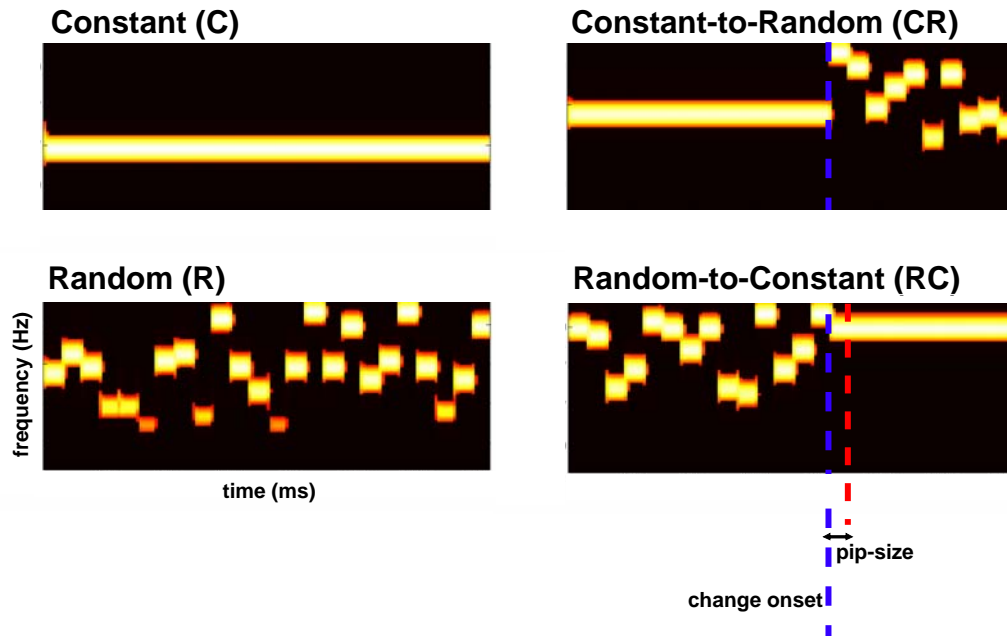 Constant (C)
Constant-to-Random (CR)
Random (R)
Random-to-Constant (RC)
frequency (Hz)
time (ms)
pip-size
change onset